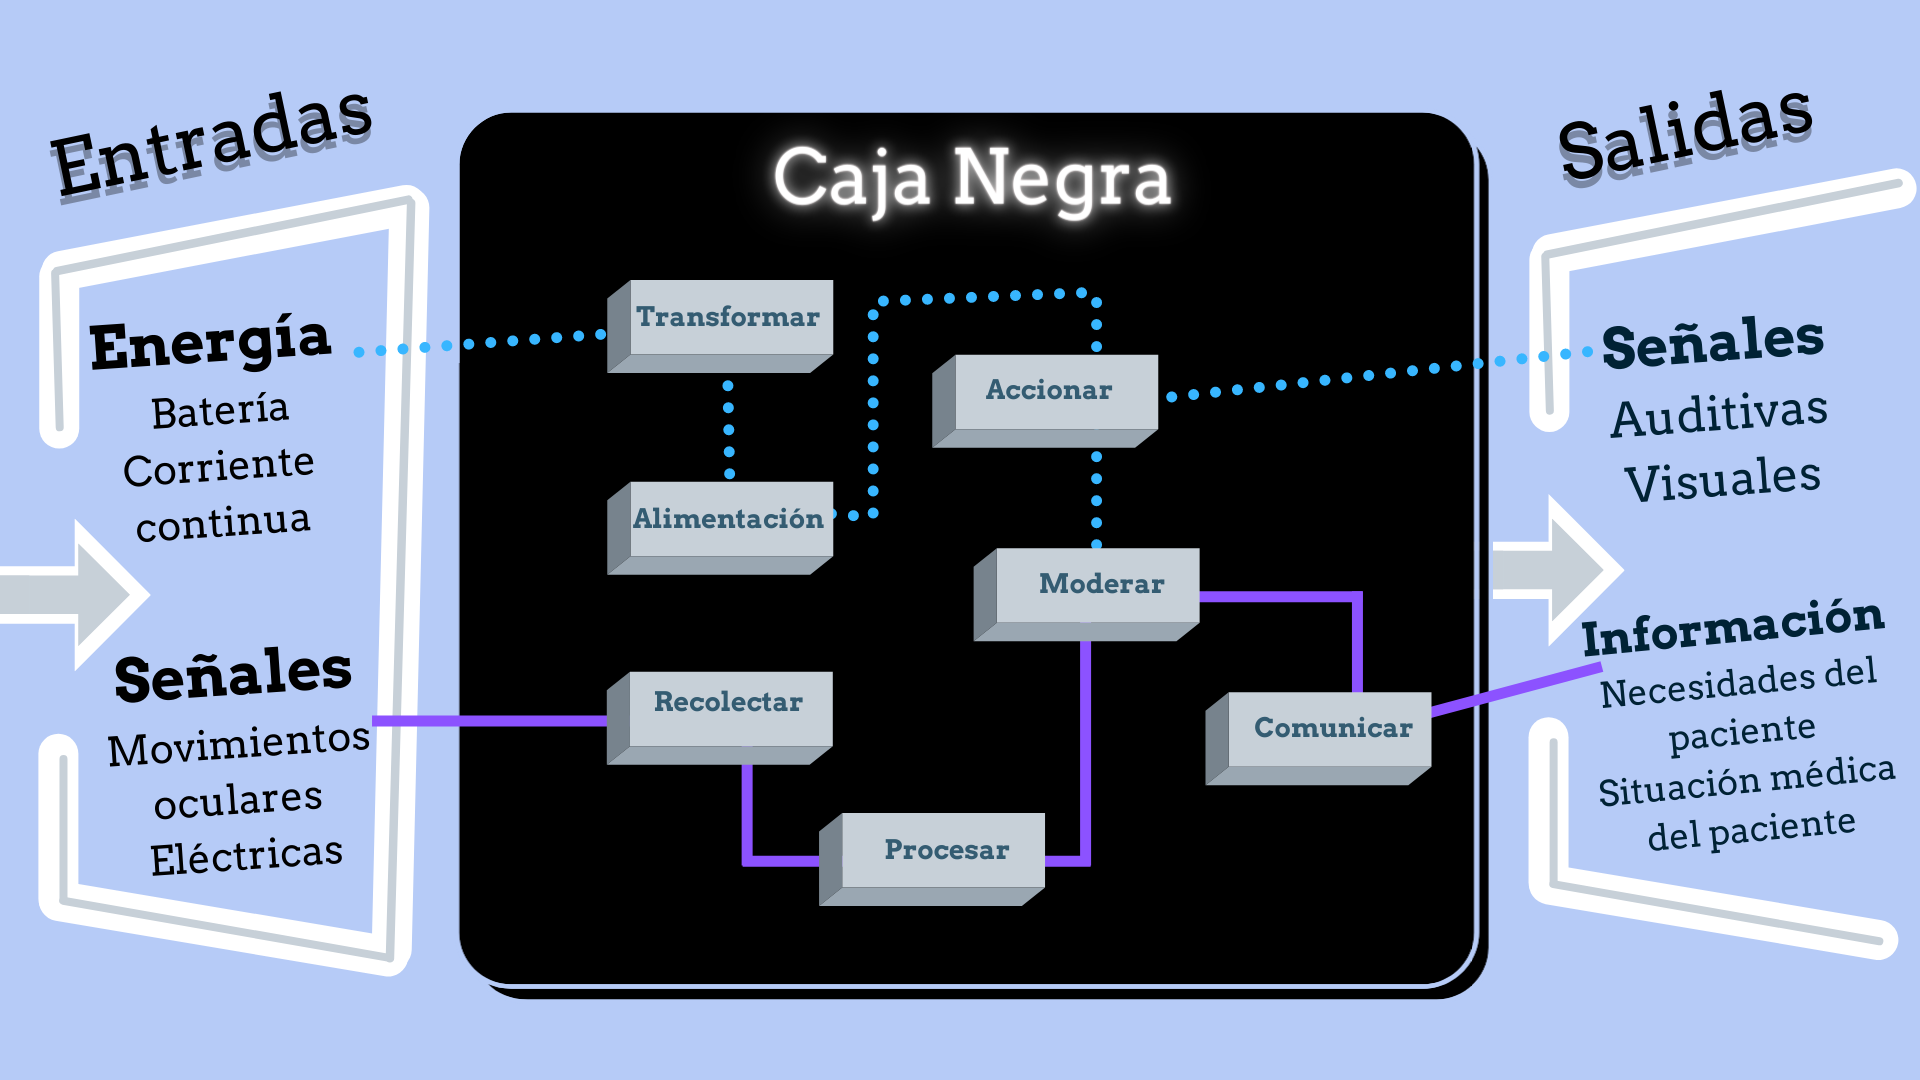 Entradas
Energía
Batería
Corriente
continua
Señales
Movimientos
oculares
Eléctricas
Caja Negra
Transformar
Alimentación
Accionar
Moderar
Recolectar
Procesar
Comunicar
Salidas
Señales
Auditivas
Visuales
Información
Necesidades del
paciente
Situación médica
del paciente